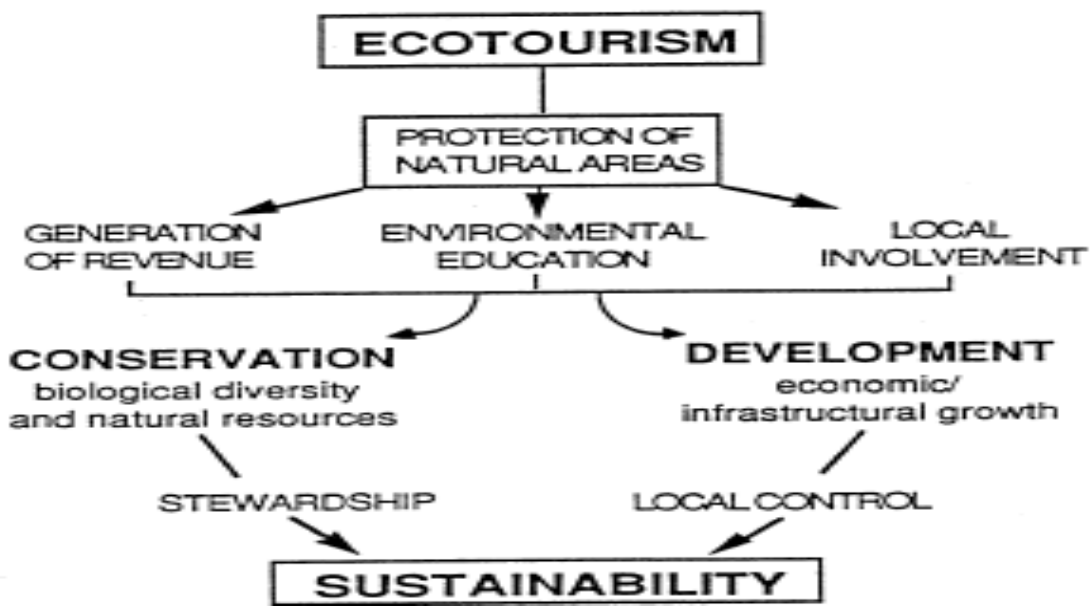 ECOTOURISM
PROTECTION OF
NATURAL AREAS
GENERATION
OF REVENUE
ENVIRONMENTAL
EDUCATION
LOCAL
INVOLVEMENT
CONSERVATION
biological diversity
and natural resources
DEVELOPMENT
economic/
infrastructural growth
STEWARDSHIP
LOCAL CONTROL
SUSTAINABILITY